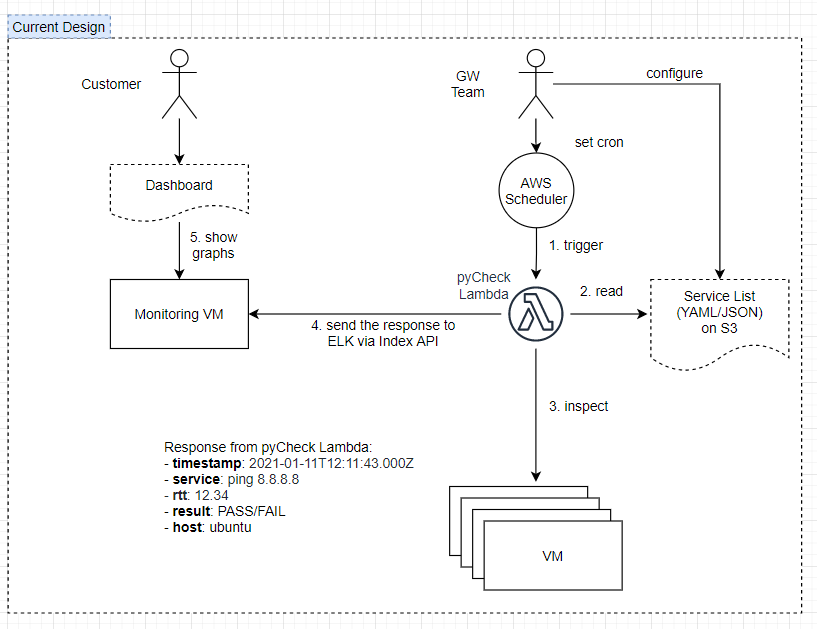 Current Design
Customer
GW
Team
configure
set cron
Dashboard
AWS
Scheduler
5. show
graphs
1. trigger
pyCheck
Lambda
2. read
Service List
(YAML/JSON)
on S3
Monitoring VM
4. send the response to
ELK via Index API
3. inspect
Response from pyCheck Lambda:
- timestamp: 2021-01-11T12:11:43.000Z
- service: ping 8.8.8.8
- rtt: 12.34
- result: PASS/FAIL
- host: ubuntu
VM